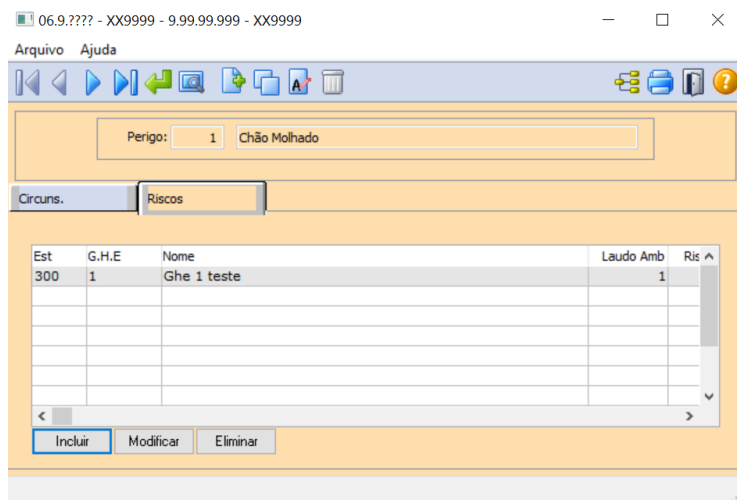 06.9.???? - XX9999 - 9.99.99.999 - XX9999
Arquivo Ajuda
Perigo: 1 Chão Molhado
Circuns. Riscos
Est G.H.E Nome Laudo Amb Ris
300 1 Ghe 1 teste 1
Incluir Modificar Eliminar